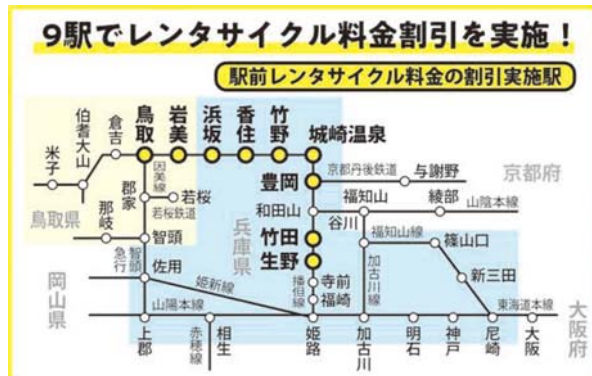 9駅でレンタサイクル料金割引を実施！
駅前レンタサイクル料金の割引実施駅
鳥取
岩美
浜坂
香住
竹野
城崎温泉
米子
伯耆大山
倉吉
因美線
郡家
若桜
若桜鉄道
鳥取県
那岐
智頭
智頭急行
佐用
岡山県
兵庫県
豊岡
京都丹後鉄道
与謝野
京都府
和田山
福知山
綾部
山陰本線
谷川
福知山線
篠山口
竹田
生野
加古川線
新三田
播但線
寺前
福崎
姫新線
山陽本線
東海道本線
大阪府
上郡
赤穂線
相生
姫路
加古川
明石
神戸
尼崎
大阪